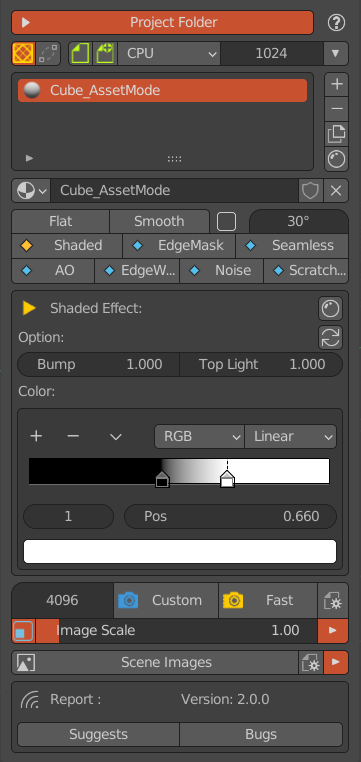 Project Folder
CPU 1024
Cube_AssetMode
Cube_AssetMode
Flat Smooth 30°
Shaded EdgeMask Seamless
AO EdgeW... Noise Scratch...
Shaded Effect:
Option:
Bump 1.000 Top Light 1.000
Color:
RGB Linear
1 Pos 0.660
4096 Custom Fast
Image Scale 1.00
Scene Images
Report : Version: 2.0.0
Suggests Bugs